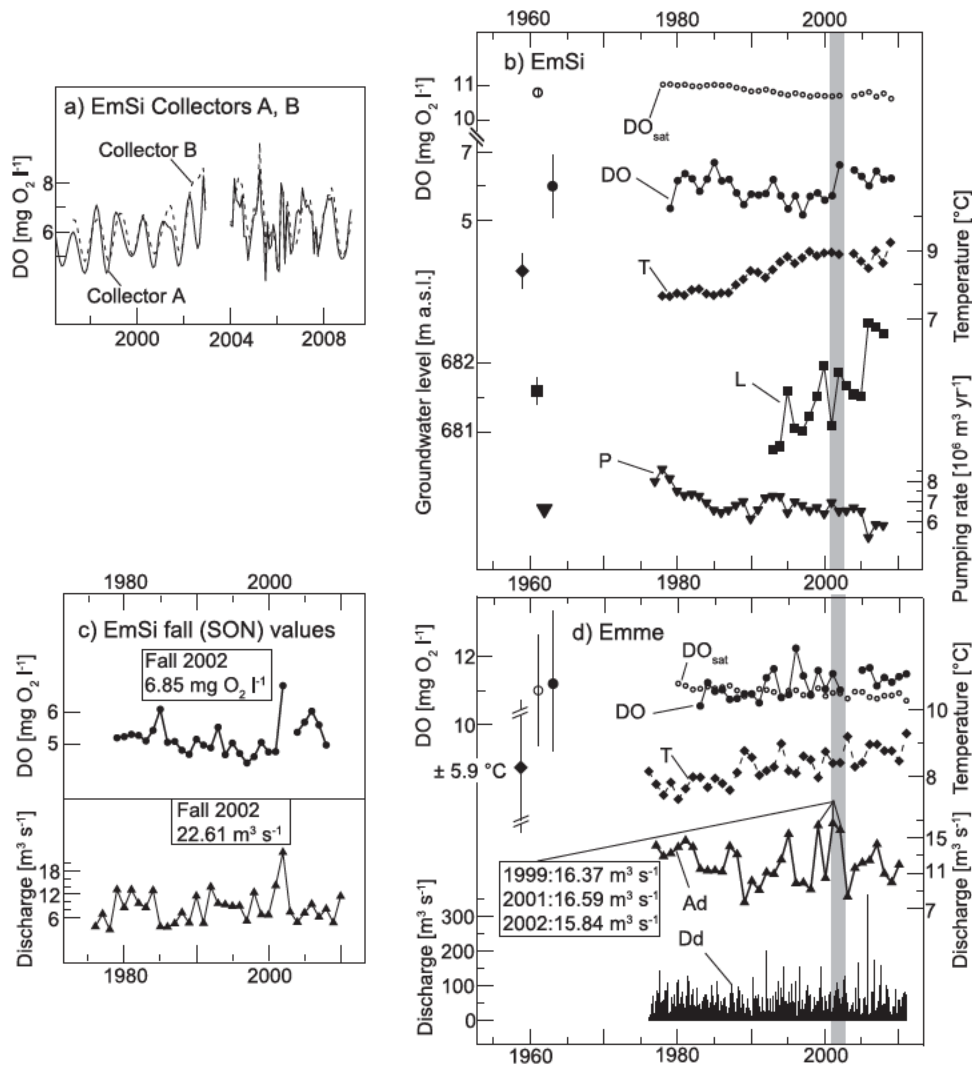 a) EmSi Collectors A, B
DO [mg O₂ l⁻¹]
8
6
Collector B
Collector A
2000
2004
2008
1960
1980
2000
b) EmSi
DO [mg O₂ l⁻¹]
11
10
7
5
DOsat
DO
T
L
P
Groundwater level [m a.s.l.]
682
681
Temperature [°C]
9
7
Pumping rate [10⁶ m³ yr⁻¹]
8
7
6
1960
1980
2000
1980
2000
c) EmSi fall (SON) values
Fall 2002
6.85 mg O₂ l⁻¹
DO [mg O₂ l⁻¹]
6
5
Fall 2002
22.61 m³ s⁻¹
Discharge [m³ s⁻¹]
18
12
6
1980
2000
d) Emme
DO [mg O₂ l⁻¹]
12
10
± 5.9 °C
DOsat
DO
T
Temperature [°C]
10
8
1999:16.37 m³ s⁻¹
2001:16.59 m³ s⁻¹
2002:15.84 m³ s⁻¹
Ad
Dd
Discharge [m³ s⁻¹]
15
11
7
Discharge [m³ s⁻¹]
300
200
100
0
1960
1980
2000